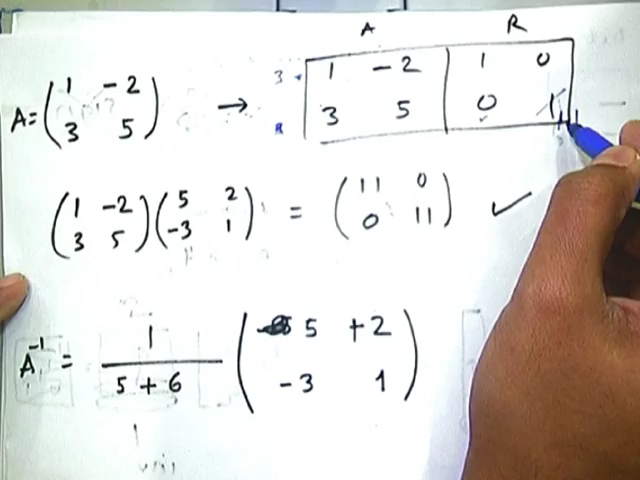 A R
A = ( 1 -2 → 3 1 -2 1 0
3 5 ) R 3 5 0 1
( 1 -2 ) ( 5 2 ) = ( 11 0 ) ✓
( 3 5 ) ( -3 1 ) ( 0 11 )
A⁻¹ = 1 ( 5 +2
5 + 6 -3 1 )